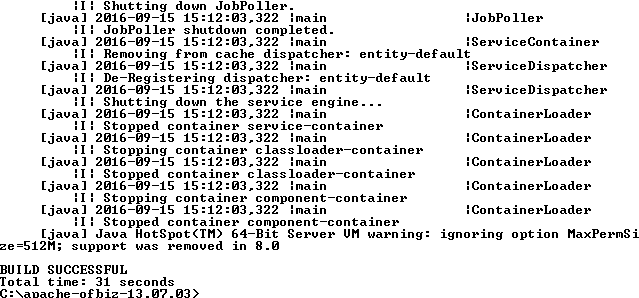 |I| Shutting down JobPoller.
[java] 2016-09-15 15:12:03,322 |main |JobPoller
|I| JobPoller shutdown completed.
[java] 2016-09-15 15:12:03,322 |main |ServiceContainer
|I| Removing from cache dispatcher: entity-default
[java] 2016-09-15 15:12:03,322 |main |ServiceDispatcher
|I| De-Registering dispatcher: entity-default
[java] 2016-09-15 15:12:03,322 |main |ServiceDispatcher
|I| Shutting down the service engine...
[java] 2016-09-15 15:12:03,322 |main |ContainerLoader
|I| Stopped container service-container
[java] 2016-09-15 15:12:03,322 |main |ContainerLoader
|I| Stopping container classloader-container
[java] 2016-09-15 15:12:03,322 |main |ContainerLoader
|I| Stopped container classloader-container
[java] 2016-09-15 15:12:03,322 |main |ContainerLoader
|I| Stopping container component-container
[java] 2016-09-15 15:12:03,322 |main |ContainerLoader
|I| Stopped container component-container
[java] Java HotSpot(TM) 64-Bit Server VM warning: ignoring option MaxPermSi
ze=512M; support was removed in 8.0
BUILD SUCCESSFUL
Total time: 31 seconds
C:\apache-ofbiz-13.07.03>